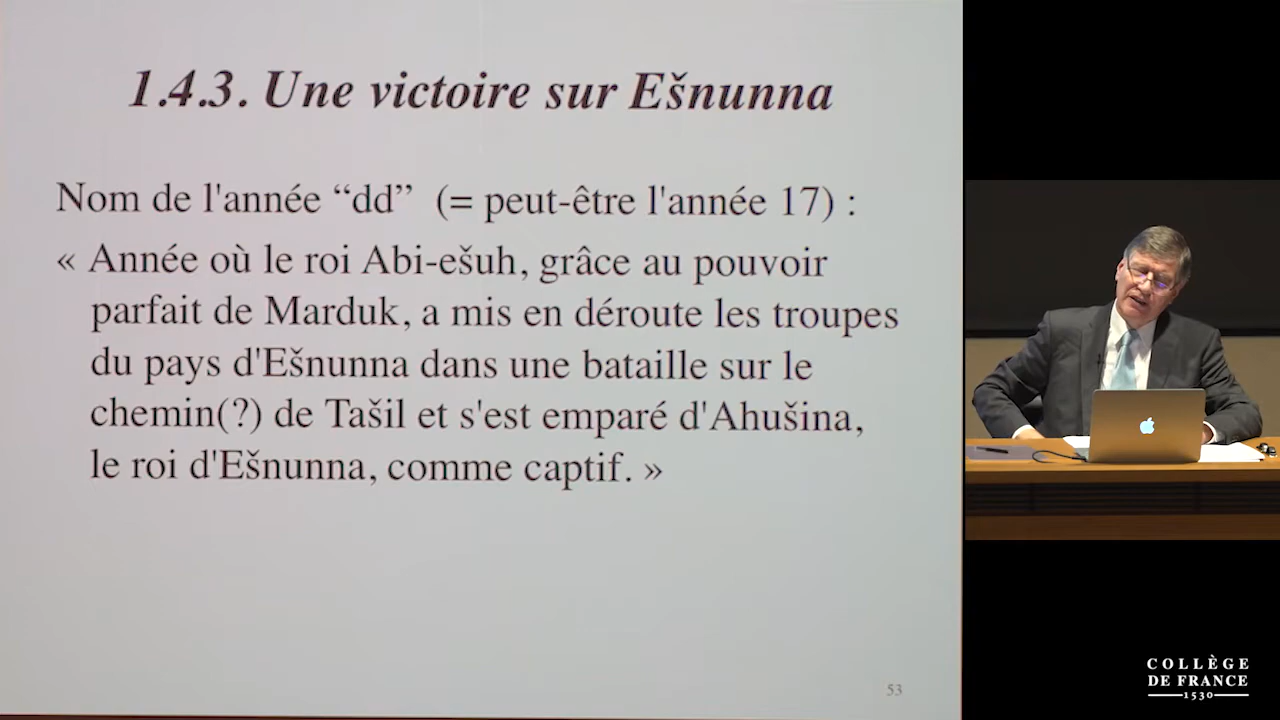 1.4.3. Une victoire sur Ešnunna
Nom de l'année “dd” (= peut-être l'année 17) :
« Année où le roi Abi-ešuh, grâce au pouvoir
parfait de Marduk, a mis en déroute les troupes
du pays d'Ešnunna dans une bataille sur le
chemin(?) de Tašil et s'est emparé d'Ahušina,
le roi d'Ešnunna, comme captif. »
53
COLLÈGE
DE FRANCE
1530